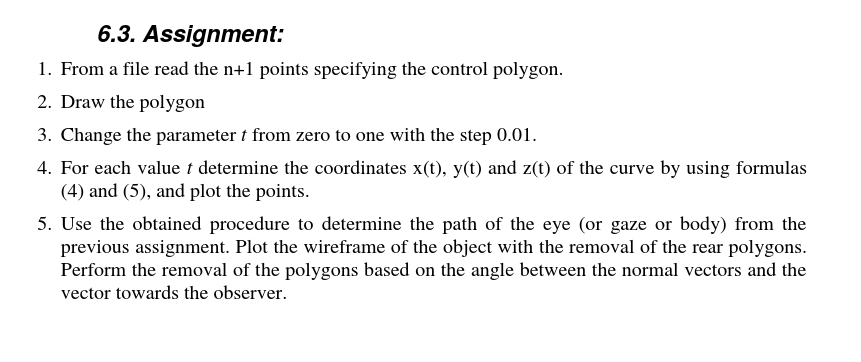 6.3. Assignment:
1. From a file read the n+1 points specifying the control polygon.
2. Draw the polygon
3. Change the parameter t from zero to one with the step 0.01.
4. For each value t determine the coordinates x(t), y(t) and z(t) of the curve by using formulas
(4) and (5), and plot the points.
5. Use the obtained procedure to determine the path of the eye (or gaze or body) from the
previous assignment. Plot the wireframe of the object with the removal of the rear polygons.
Perform the removal of the polygons based on the angle between the normal vectors and the
vector towards the observer.